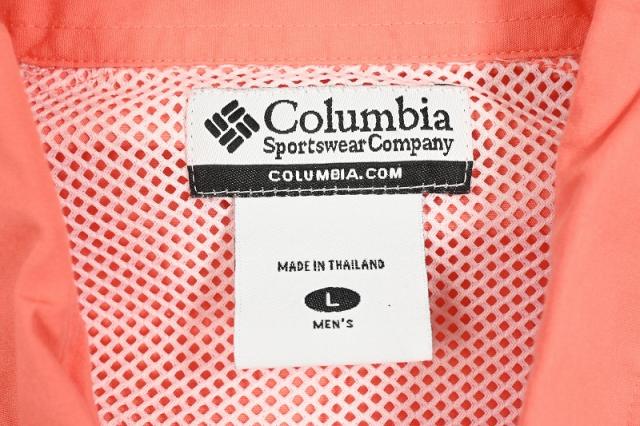 Columbia
Sportswear Company
COLUMBIA.COM
MADE IN THAILAND
L
MEN'S